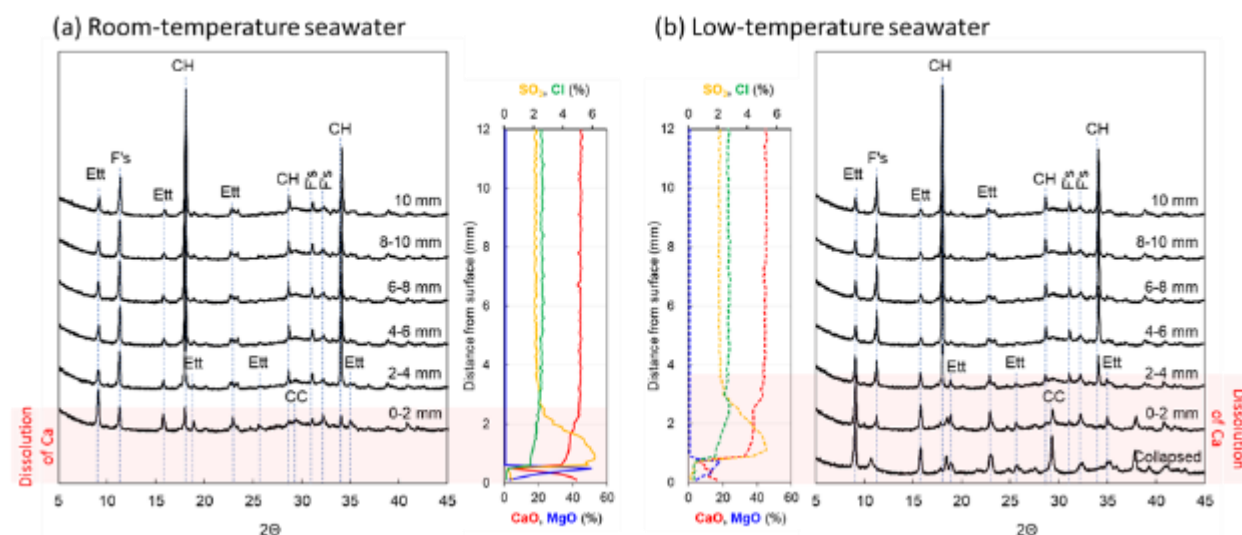 (a) Room-temperature seawater
CH
Ett
F's
Ett
Ett
CH
F's
F's
CH
10 mm
8-10 mm
6-8 mm
4-6 mm
Ett
Ett
Ett
2-4 mm
CC
0-2 mm
Dissolution
of Ca
5 10 15 20 25 30 35 40 45
2Θ
SO₃, Cl (%)
0 2 4 6
Distance from surface (mm)
12
10
8
6
4
2
0
0 20 40 60
CaO, MgO (%)
(b) Low-temperature seawater
SO₃, Cl (%)
0 2 4 6 8
Distance from surface (mm)
12
10
8
6
4
2
0
0 20 40 60
CaO, MgO (%)
CH
Ett
F's
Ett
Ett
CH
F's
F's
CH
10 mm
8-10 mm
6-8 mm
4-6 mm
Ett
Ett
Ett
2-4 mm
CC
0-2 mm
Collapsed
Dissolution
of Ca
5 10 15 20 25 30 35 40 45
2Θ